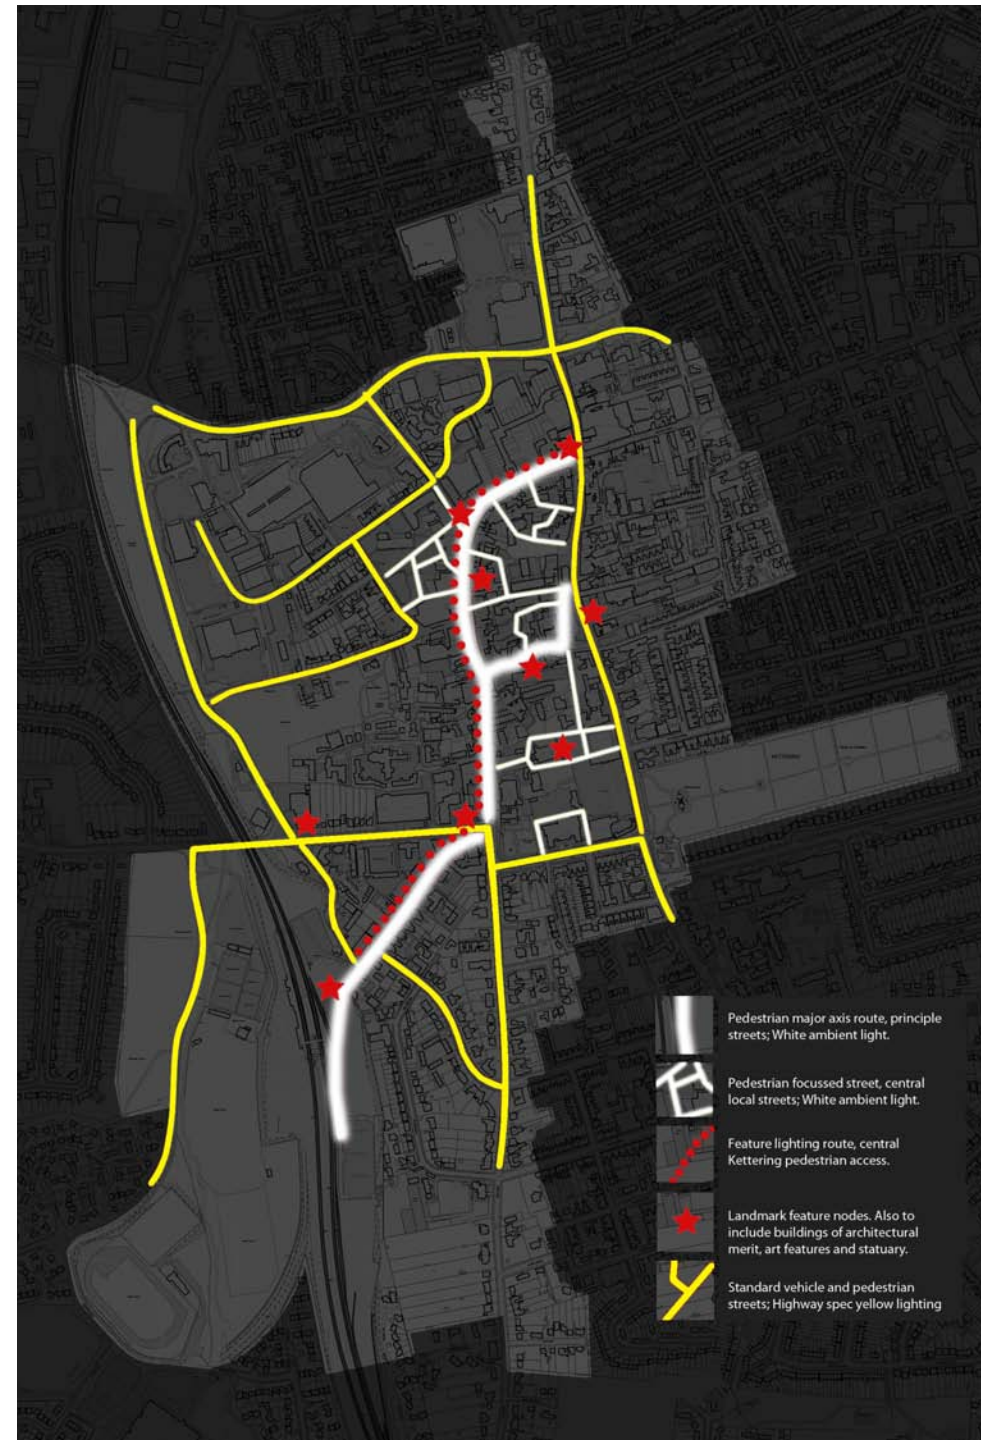 Pedestrian major axis route, principle
streets; White ambient light.
Pedestrian focussed street, central
local streets; White ambient light.
Feature lighting route, central
Kettering pedestrian access.
Landmark feature nodes. Also to
include buildings of architectural
merit, art features and statuary.
Standard vehicle and pedestrian
streets; Highway spec yellow lighting